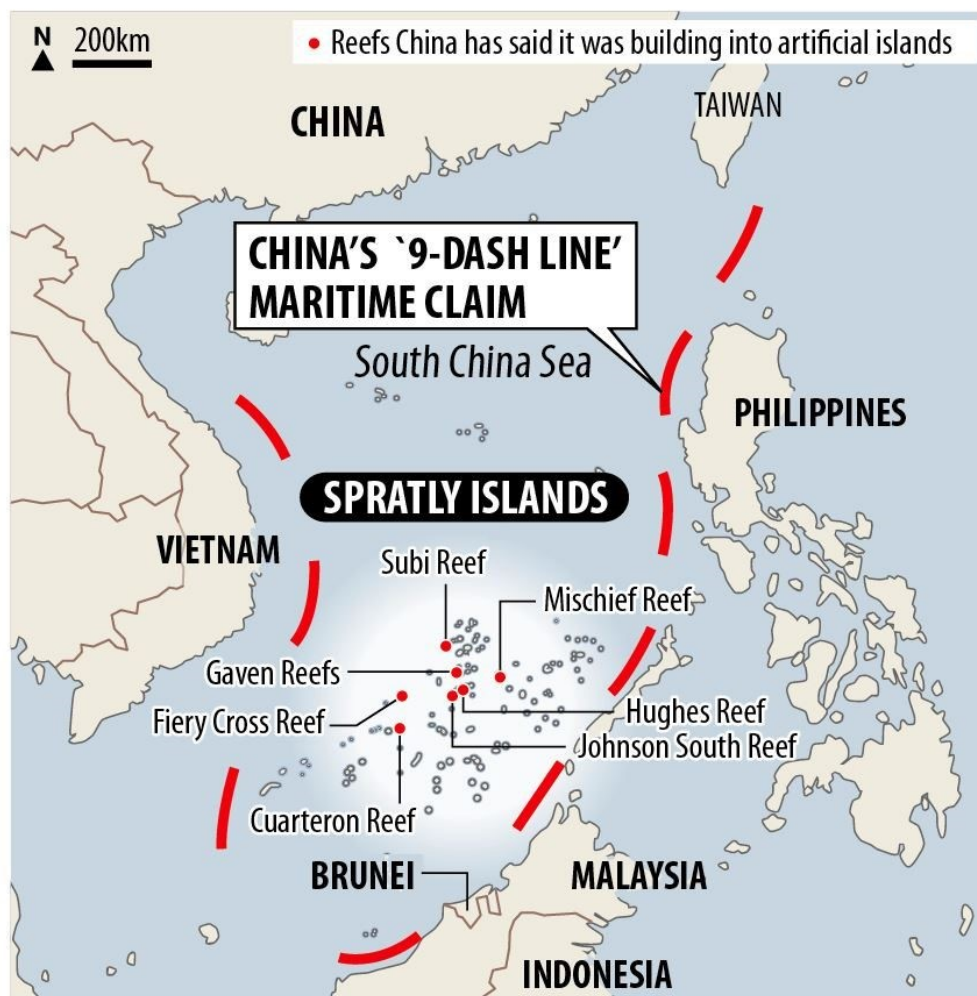 N
200km
• Reefs China has said it was building into artificial islands
TAIWAN
CHINA
CHINA'S `9-DASH LINE'
MARITIME CLAIM
South China Sea
PHILIPPINES
SPRATLY ISLANDS
VIETNAM
Subi Reef
Mischief Reef
Gaven Reefs
Fiery Cross Reef
Hughes Reef
Johnson South Reef
Cuarteron Reef
BRUNEI
MALAYSIA
INDONESIA